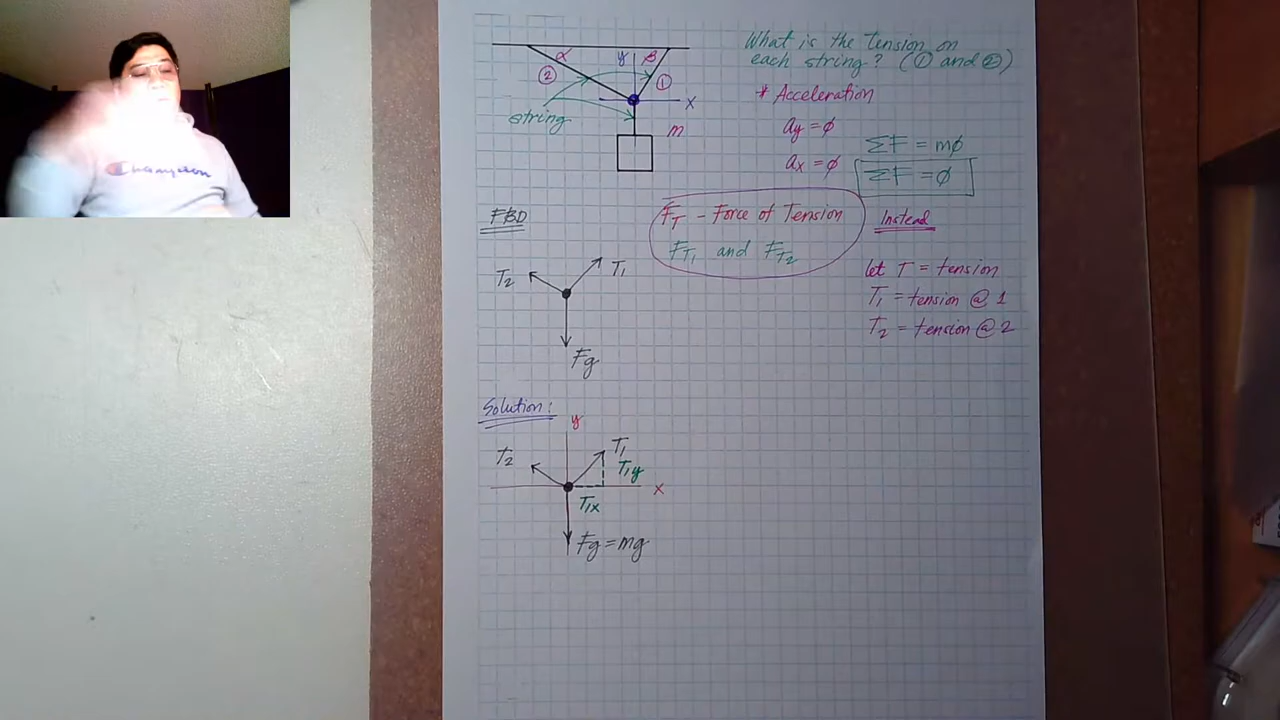 What is the tension on
each string? (① and ②)
α
y
β
②
①
x
string
m
* Acceleration
ay = ø
ax = ø
ΣF = mø
ΣF = ø
Champion
FBD
FT - Force of Tension
FT1 and FT2
Instead
let T = tension
T1 = tension @ 1
T2 = tension @ 2
T2
T1
Fg
Solution:
y
T2
T1
T1y
x
T1x
Fg = mg